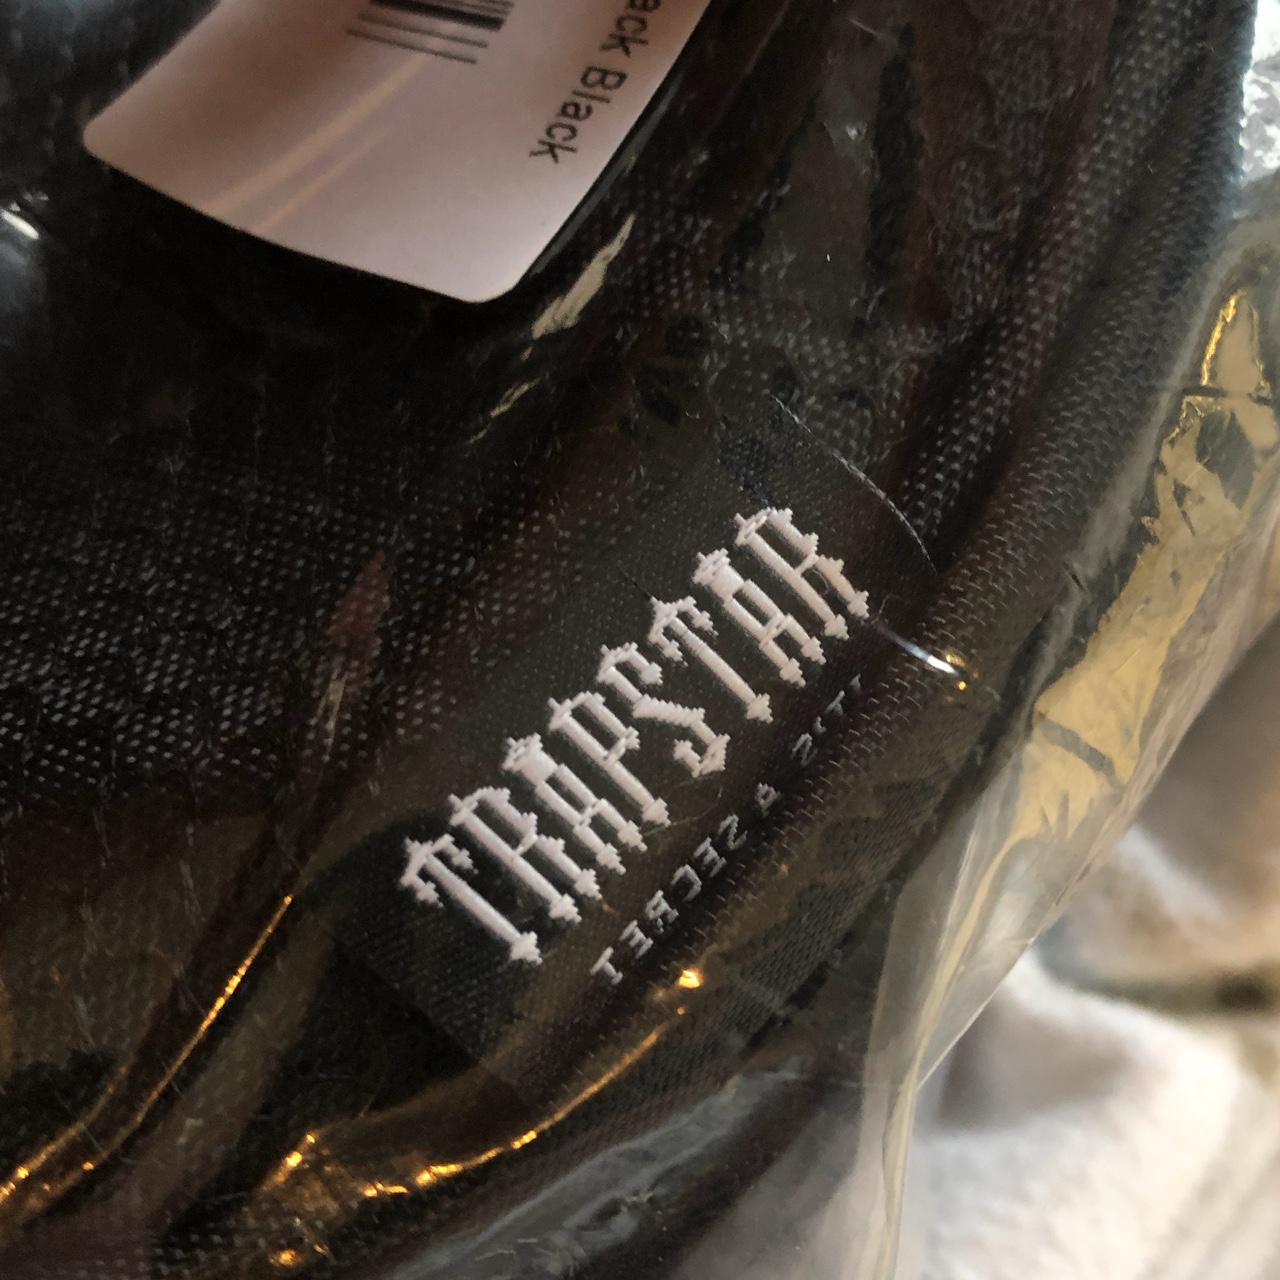 ack Black
TRAPSTAR
IT'S A SECRET